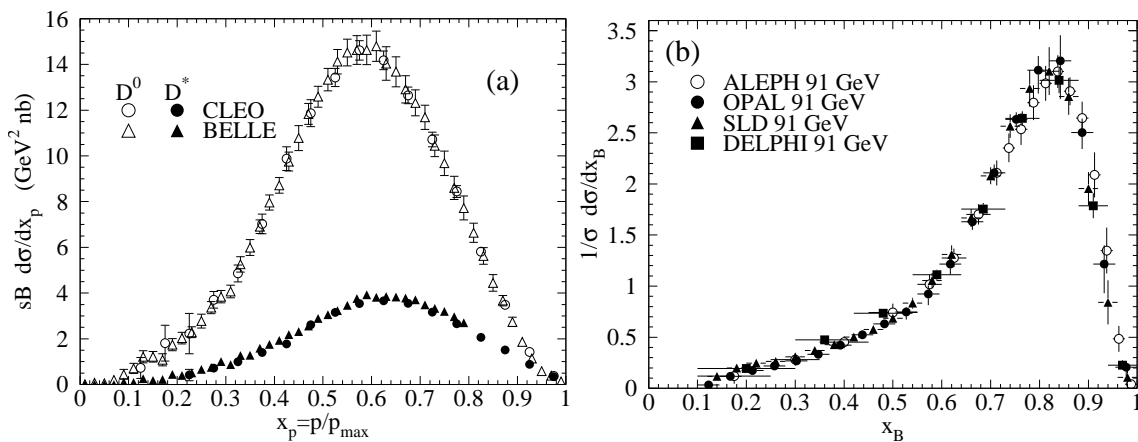 (a)
D⁰ D*
CLEO
BELLE
sB dσ/dx_p (GeV² nb)
16
14
12
10
8
6
4
2
0
0 0.1 0.2 0.3 0.4 0.5 0.6 0.7 0.8 0.9 1
x_p=p/p_max
(b)
ALEPH 91 GeV
OPAL 91 GeV
SLD 91 GeV
DELPHI 91 GeV
1/σ dσ/dx_B
3.5
3
2.5
2
1.5
1
0.5
0
0 0.1 0.2 0.3 0.4 0.5 0.6 0.7 0.8 0.9 1
x_B